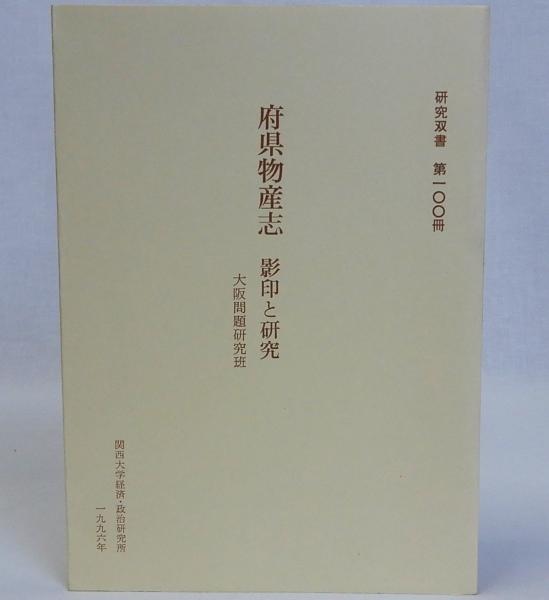 研究双書　第一〇〇冊
府県物産志　影印と研究
大阪問題研究班
関西大学経済・政治研究所
一九九六年